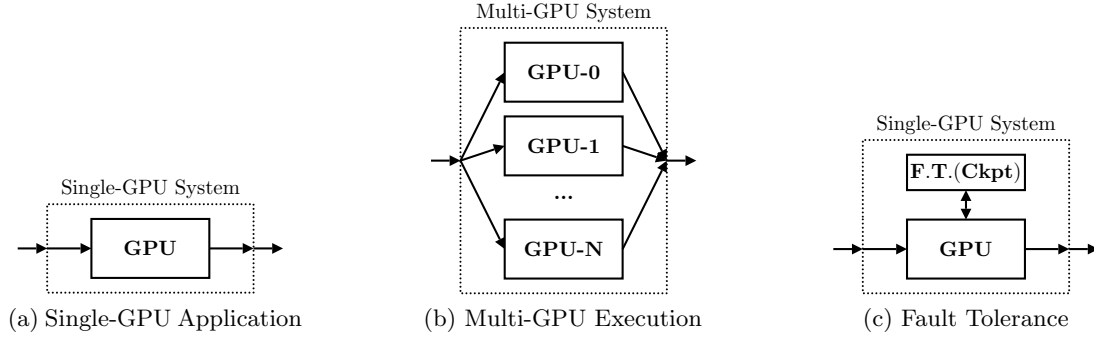 Single-GPU System
GPU
(a) Single-GPU Application
Multi-GPU System
GPU-0
GPU-1
...
GPU-N
(b) Multi-GPU Execution
Single-GPU System
F.T.(Ckpt)
GPU
(c) Fault Tolerance